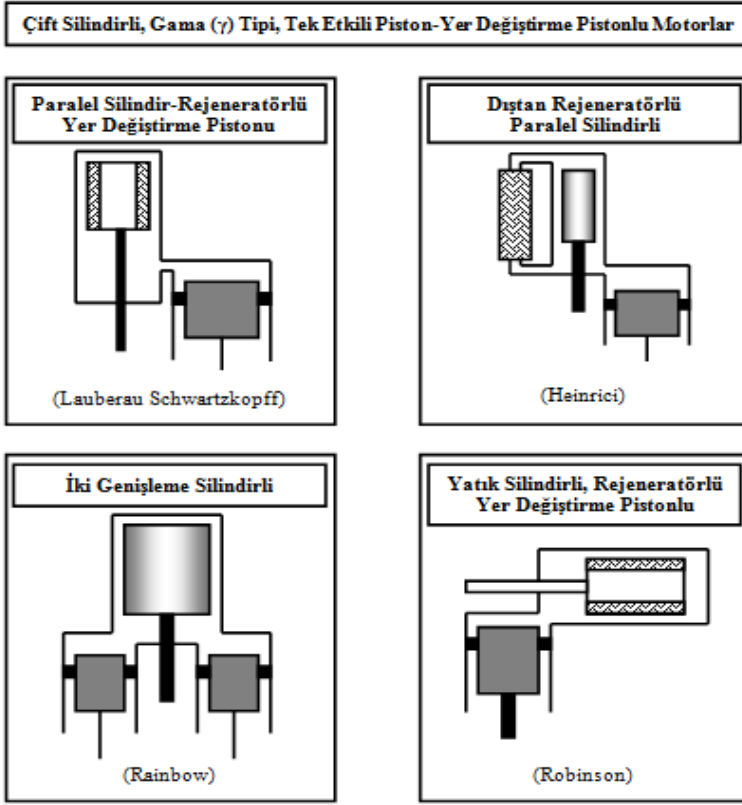 Çift Silindirli, Gama (γ) Tipi, Tek Etkili Piston-Yer Değiştirme Pistonlu Motorlar
Paralel Silindir-Rejeneratörlü
Yer Değiştirme Pistonu
(Lauberau Schwartzkopff)
Dıştan Rejeneratörlü
Paralel Silindirli
(Heinrici)
İki Genişleme Silindirli
(Rainbow)
Yatık Silindirli, Rejeneratörlü
Yer Değiştirme Pistonlu
(Robinson)